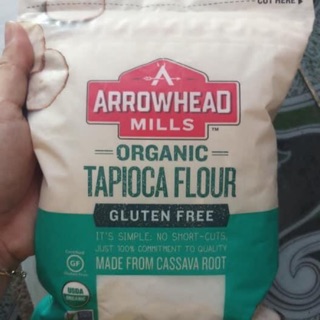 CUT HERE
ARROWHEAD
MILLS™
ORGANIC
TAPIOCA FLOUR
GLUTEN FREE
IT'S SIMPLE. NO SHORT-CUTS.
JUST 100% COMMITMENT TO QUALITY
MADE FROM CASSAVA ROOT
GF
USDA
ORGANIC